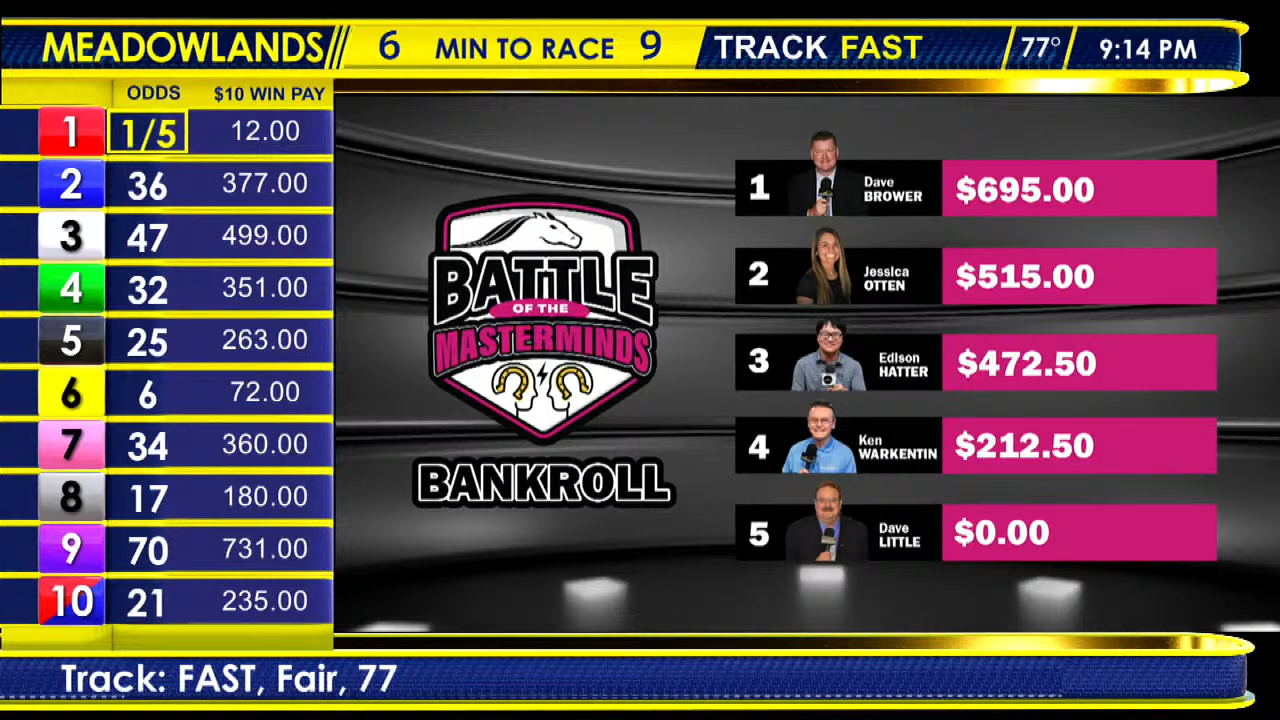 MEADOWLANDS 6 MIN TO RACE 9 TRACK FAST 77° 9:14 PM
ODDS $10 WIN PAY
1 1/5 12.00
2 36 377.00
3 47 499.00
4 32 351.00
5 25 263.00
6 6 72.00
7 34 360.00
8 17 180.00
9 70 731.00
10 21 235.00
BATTLE
OF THE
MASTERMINDS
BANKROLL
1 Dave BROWER $695.00
2 Jessica OTTEN $515.00
3 Edison HATTER $472.50
4 Ken WARKENTIN $212.50
5 Dave LITTLE $0.00
Track: FAST, Fair, 77